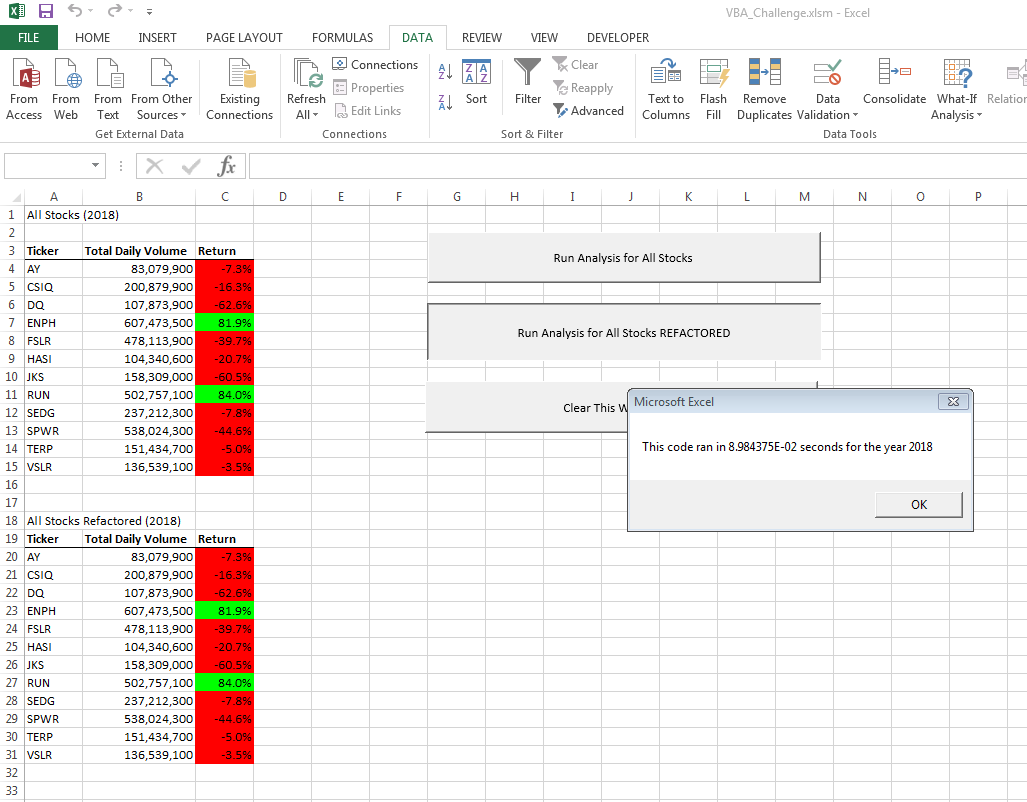 VBA_Challenge.xlsm - Excel
FILE HOME INSERT PAGE LAYOUT FORMULAS DATA REVIEW VIEW DEVELOPER
From Access
From Web
From Text
From Other Sources
Existing Connections
Get External Data
Refresh All
Connections
Properties
Edit Links
Connections
Sort
Filter
Clear
Reapply
Advanced
Sort & Filter
Text to Columns
Flash Fill
Remove Duplicates
Data Validation
Consolidate
What-If Analysis
Relation
Data Tools
fx
A B C D E F G H I J K L M N O P
1 All Stocks (2018)
2
3 Ticker Total Daily Volume Return
4 AY 83,079,900 -7.3%
5 CSIQ 200,879,900 -16.3%
6 DQ 107,873,900 -62.6%
7 ENPH 607,473,500 81.9%
8 FSLR 478,113,900 -39.7%
9 HASI 104,340,600 -20.7%
10 JKS 158,309,000 -60.5%
11 RUN 502,757,100 84.0%
12 SEDG 237,212,300 -7.8%
13 SPWR 538,024,300 -44.6%
14 TERP 151,434,700 -5.0%
15 VSLR 136,539,100 -3.5%
16
17
18 All Stocks Refactored (2018)
19 Ticker Total Daily Volume Return
20 AY 83,079,900 -7.3%
21 CSIQ 200,879,900 -16.3%
22 DQ 107,873,900 -62.6%
23 ENPH 607,473,500 81.9%
24 FSLR 478,113,900 -39.7%
25 HASI 104,340,600 -20.7%
26 JKS 158,309,000 -60.5%
27 RUN 502,757,100 84.0%
28 SEDG 237,212,300 -7.8%
29 SPWR 538,024,300 -44.6%
30 TERP 151,434,700 -5.0%
31 VSLR 136,539,100 -3.5%
32
33
Run Analysis for All Stocks
Run Analysis for All Stocks REFACTORED
Clear This W
Microsoft Excel
This code ran in 8.984375E-02 seconds for the year 2018
OK